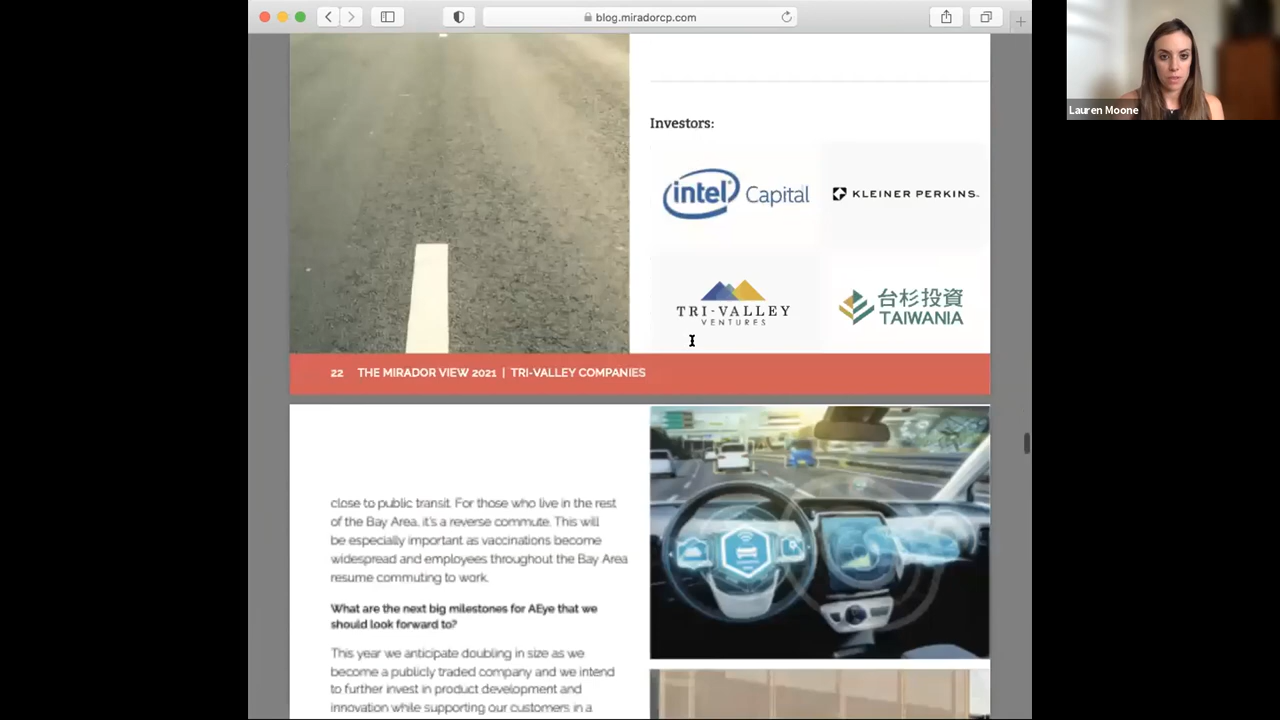 blog.miradorcp.com
Lauren Moone
Investors:
intel Capital
KLEINER PERKINS
TRI-VALLEY
VENTURES
台杉投資
TAIWANIA
22 THE MIRADOR VIEW 2021 | TRI-VALLEY COMPANIES
close to public transit. For those who live in the rest
of the Bay Area, it's a reverse commute. This will
be especially important as vaccinations become
widespread and employees throughout the Bay Area
resume commuting to work.
What are the next big milestones for AEye that we
should look forward to?
This year we anticipate doubling in size as we
become a publicly traded company and we intend
to further invest in product development and
innovation while supporting our customers in a